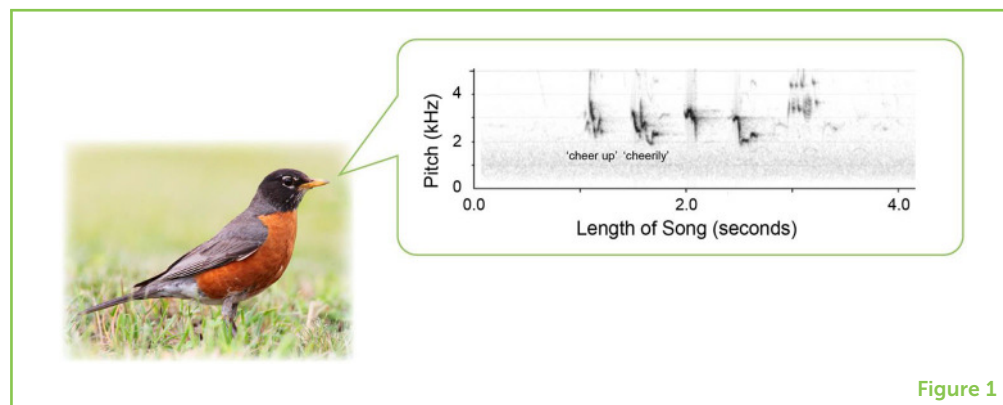 4
2
0
Pitch (kHz)
'cheer up' 'cheerily'
0.0 2.0 4.0
Length of Song (seconds)
Figure 1